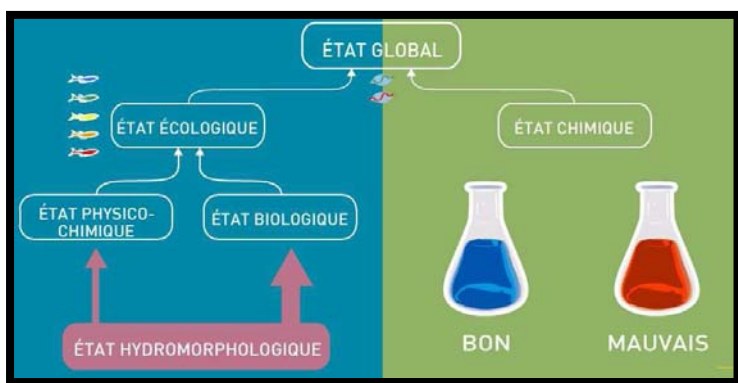 ÉTAT GLOBAL
ÉTAT ÉCOLOGIQUE
ÉTAT CHIMIQUE
ÉTAT PHYSICO-
CHIMIQUE
ÉTAT BIOLOGIQUE
ÉTAT HYDROMORPHOLOGIQUE
BON
MAUVAIS